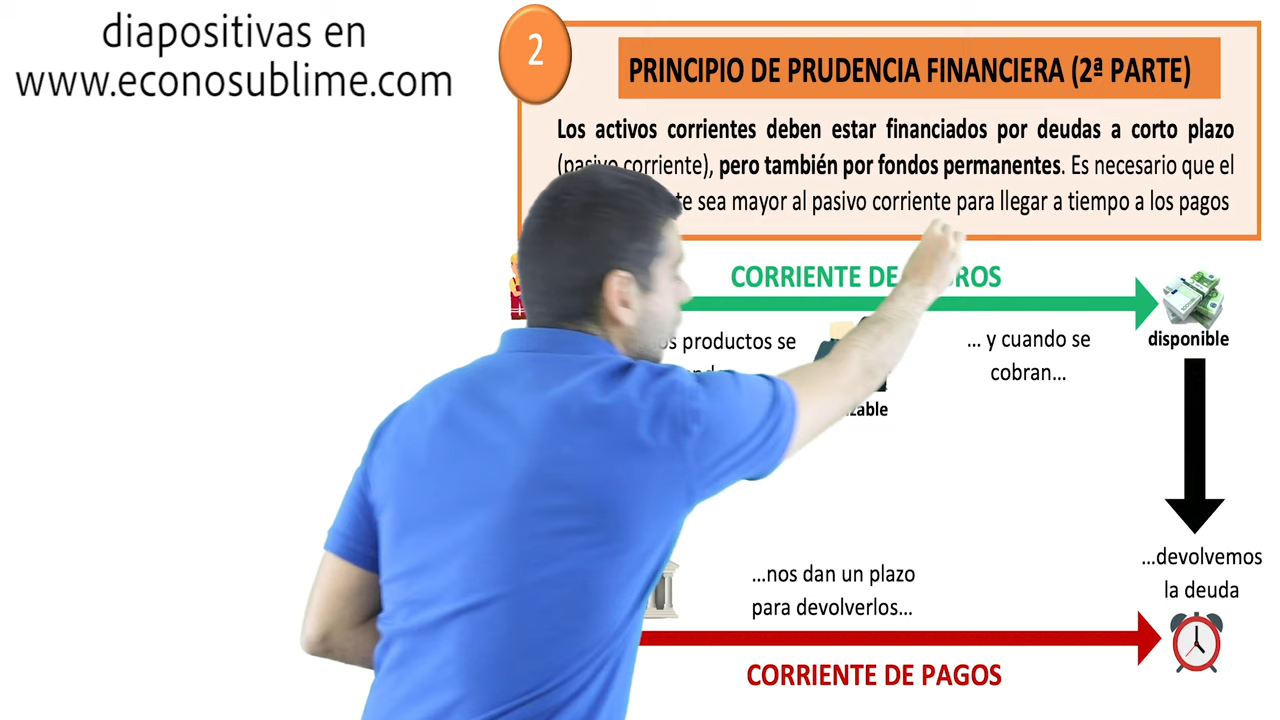 diapositivas en
www.econosublime.com
2
PRINCIPIO DE PRUDENCIA FINANCIERA (2ª PARTE)
Los activos corrientes deben estar financiados por deudas a corto plazo
(pasivo corriente), pero también por fondos permanentes. Es necesario que el
sea mayor al pasivo corriente para llegar a tiempo a los pagos
CORRIENTE DE
productos se
... y cuando se
cobran...
disponible
...devolvemos
la deuda
...nos dan un plazo
para devolverlos...
CORRIENTE DE PAGOS